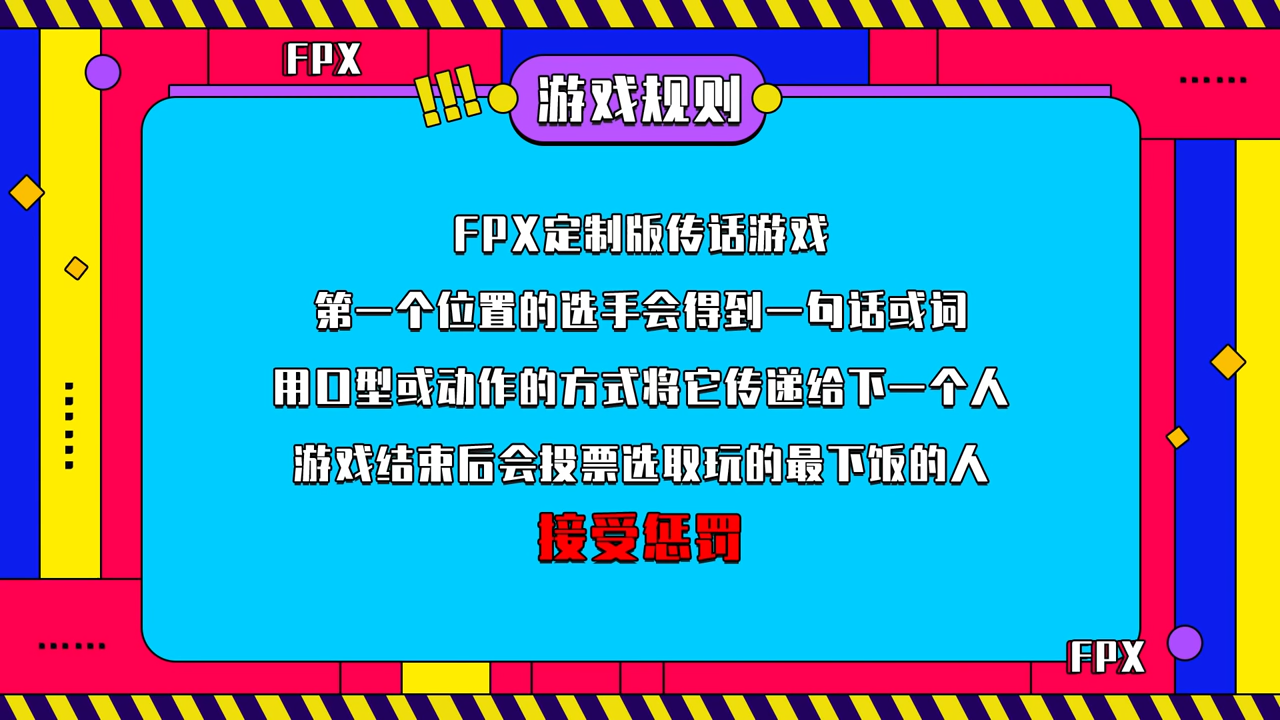 FPX
!!!
游戏规则
FPX定制版传话游戏
第一个位置的选手会得到一句话或词
用口型或动作的方式将它传递给下一个人
游戏结束后会投票选取玩的最下饭的人
接受惩罚
FPX